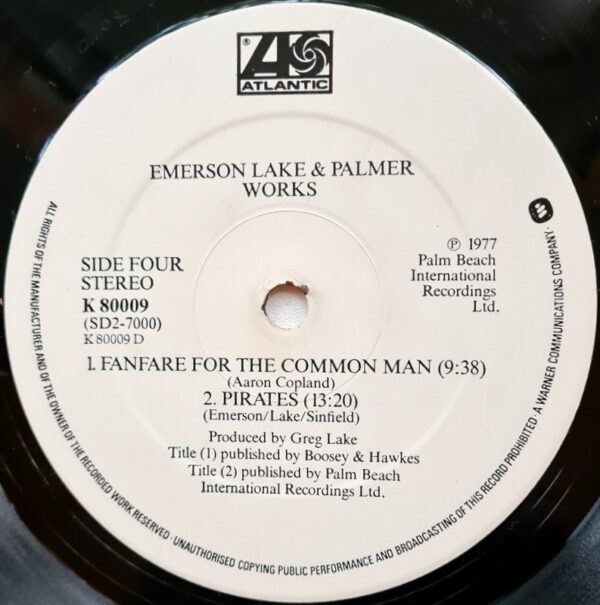 ®
ATLANTIC
EMERSON LAKE & PALMER
WORKS
SIDE FOUR
STEREO
K 80009
(SD2-7000)
K 80009 D
℗ 1977
Palm Beach
International
Recordings
Ltd.
1. FANFARE FOR THE COMMON MAN (9:38)
(Aaron Copland)
2. PIRATES (13:20)
(Emerson/Lake/Sinfield)
Produced by Greg Lake
Title (1) published by Boosey & Hawkes
Title (2) published by Palm Beach
International Recordings Ltd.
ALL RIGHTS OF THE MANUFACTURER AND OF THE OWNER OF THE RECORDED WORK RESERVED · UNAUTHORISED COPYING PUBLIC PERFORMANCE AND BROADCASTING OF THIS RECORD PROHIBITED · A WARNER COMMUNICATIONS COMPANY ·